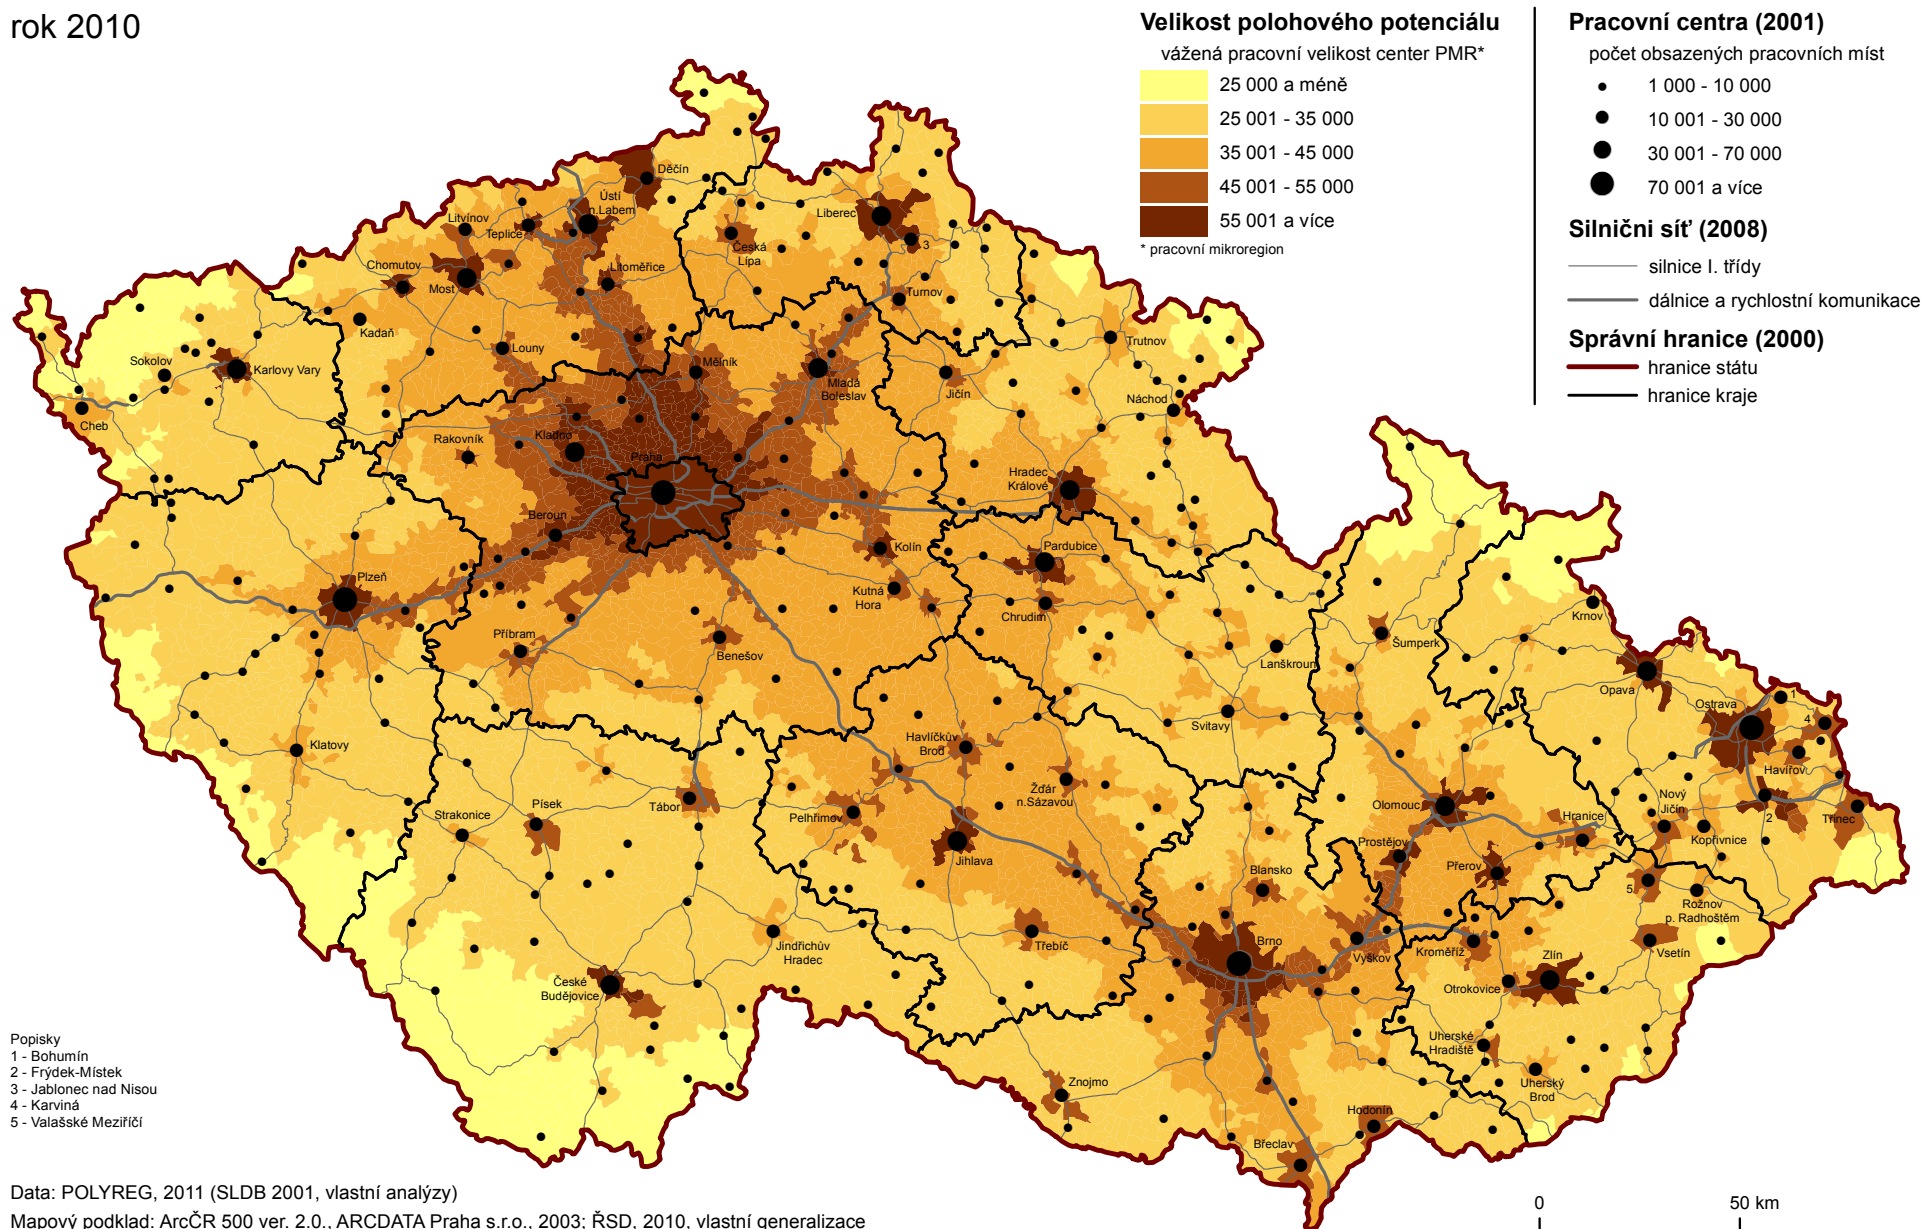 rok 2010
Velikost polohového potenciálu
vážená pracovní velikost center PMR*
25 000 a méně
25 001 - 35 000
35 001 - 45 000
45 001 - 55 000
55 001 a více
* pracovní mikroregion
Pracovní centra (2001)
počet obsazených pracovních míst
1 000 - 10 000
10 001 - 30 000
30 001 - 70 000
70 001 a více
Silniční síť (2008)
silnice I. třídy
dálnice a rychlostní komunikace
Správní hranice (2000)
hranice státu
hranice kraje
Děčín
Ústí
n.Labem
Litvínov
Teplice
Liberec
3
Česká
Lípa
Chomutov
Most
Litoměřice
Turnov
Kadaň
Louny
Trutnov
Sokolov
Karlovy Vary
Mělník
Mladá
Boleslav
Jičín
Náchod
Cheb
Rakovník
Kladno
Praha
Hradec
Králové
Beroun
Kolín
Pardubice
Plzeň
Kutná
Hora
Chrudim
Krnov
Příbram
Benešov
Lanškroun
Šumperk
Opava
Ostrava
1
4
Svitavy
Klatovy
Havlíčkův
Brod
Havířov
Žďár
n.Sázavou
Olomouc
Nový
Jičín
2
Třinec
Strakonice
Písek
Tábor
Pelhřimov
Hranice
Kopřivnice
Jihlava
Prostějov
Přerov
Blansko
5
Rožnov
p. Radhoštěm
Jindřichův
Hradec
Třebíč
Brno
Vyškov
Kroměříž
Zlín
Vsetín
České
Budějovice
Otrokovice
Uherské
Hradiště
Uherský
Brod
Znojmo
Hodonín
Břeclav
Popisky
1 - Bohumín
2 - Frýdek-Místek
3 - Jablonec nad Nisou
4 - Karviná
5 - Valašské Meziříčí
Data: POLYREG, 2011 (SLDB 2001, vlastní analýzy)
Mapový podklad: ArcČR 500 ver. 2.0., ARCDATA Praha s.r.o., 2003; ŘSD, 2010, vlastní generalizace
0 50 km